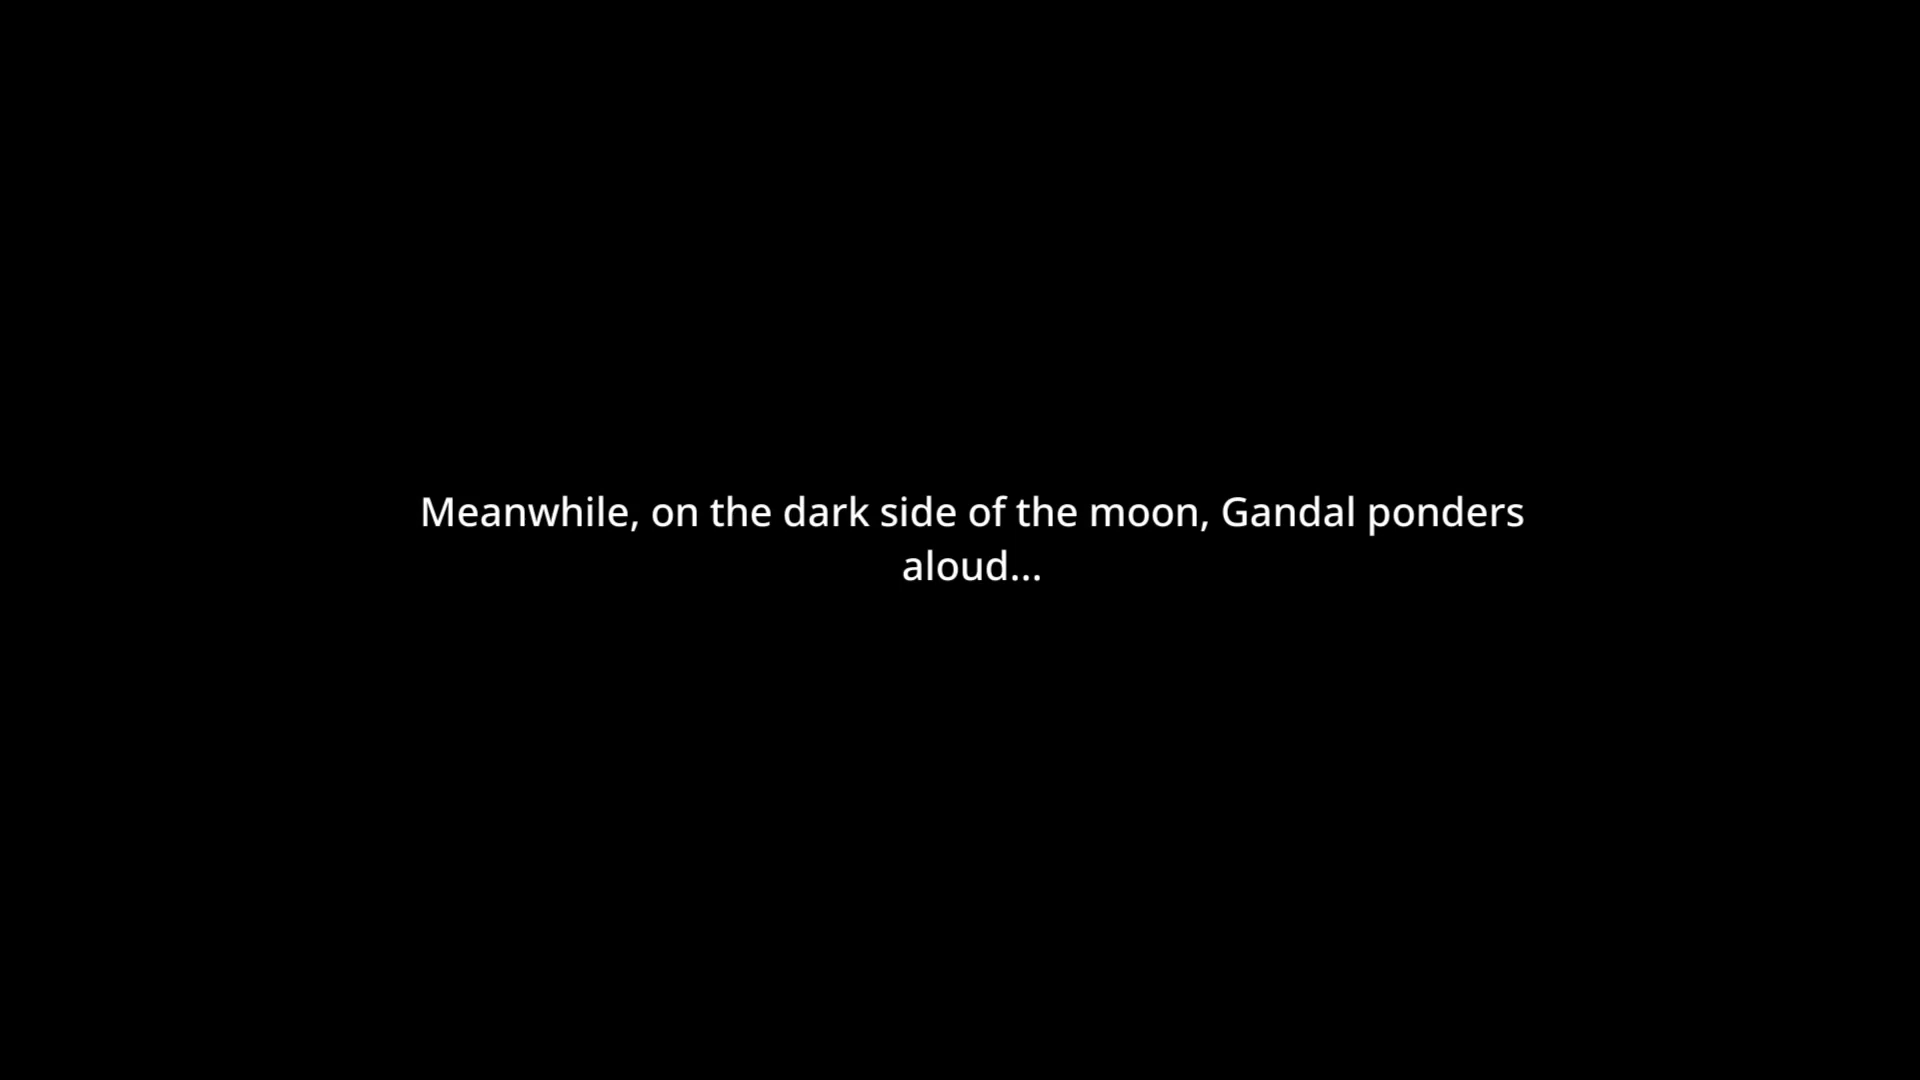 Meanwhile, on the dark side of the moon, Gandal ponders
aloud...